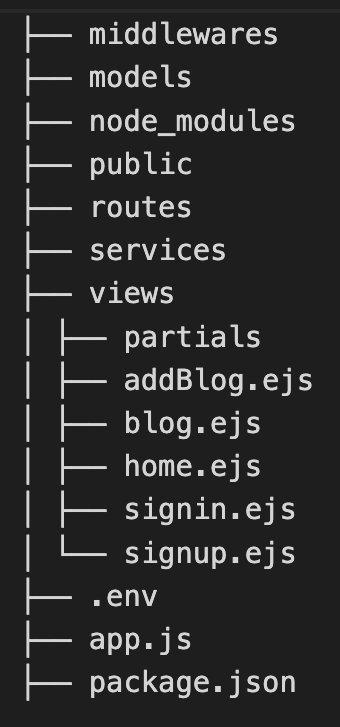 ├── middlewares
├── models
├── node_modules
├── public
├── routes
├── services
├── views
│ ├── partials
│ ├── addBlog.ejs
│ ├── blog.ejs
│ ├── home.ejs
│ ├── signin.ejs
│ └── signup.ejs
├── .env
├── app.js
├── package.json